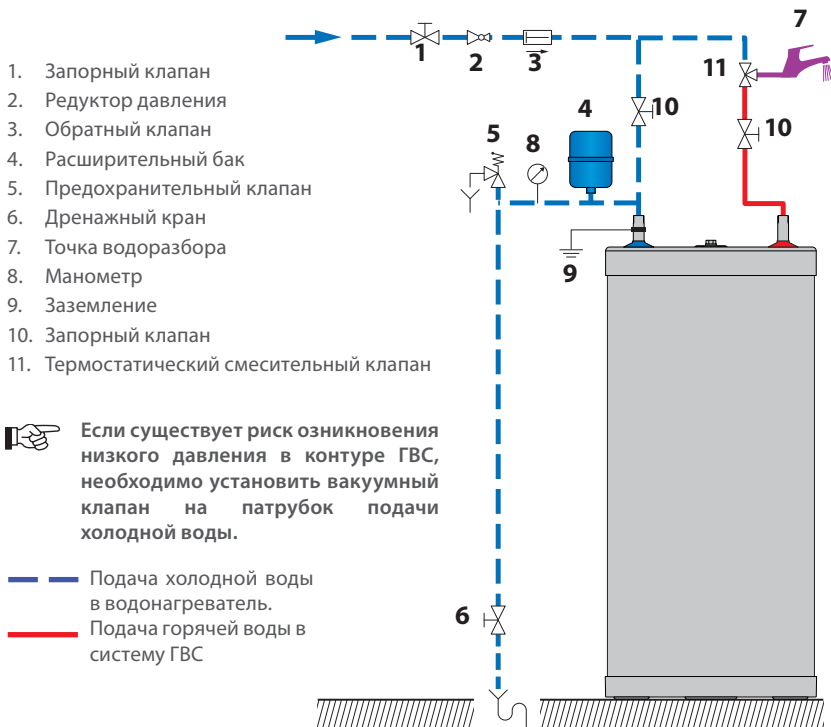 1. Запорный клапан
2. Редуктор давления
3. Обратный клапан
4. Расширительный бак
5. Предохранительный клапан
6. Дренажный кран
7. Точка водоразбора
8. Манометр
9. Заземление
10. Запорный клапан
11. Термостатический смесительный клапан
Если существует риск озникновения
низкого давления в контуре ГВС,
необходимо установить вакуумный
клапан на патрубок подачи
холодной воды.
Подача холодной воды
в водонагреватель.
Подача горячей воды в
систему ГВС
1
2
3
7
11
4
10
10
5
8
9
6